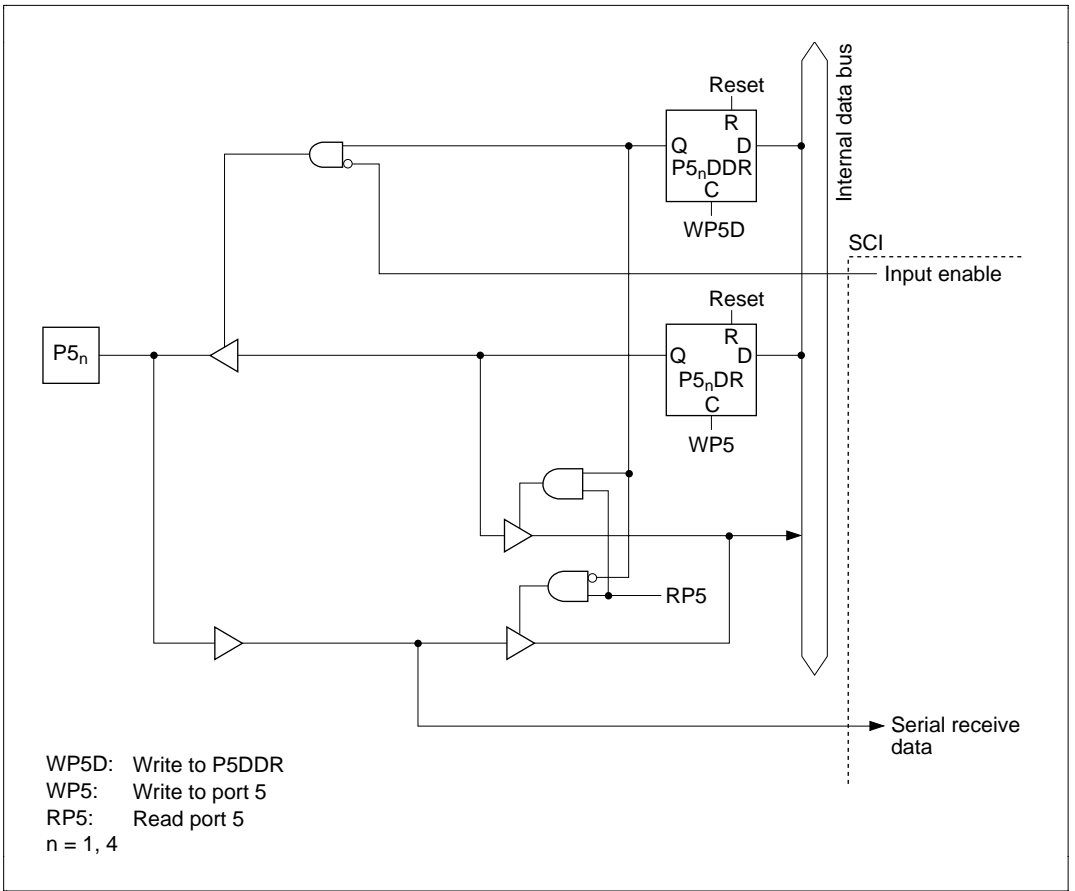 Reset
R
Q D
P5nDDR
C
WP5D
Internal data bus
SCI
Input enable
Reset
R
P5n
Q D
P5nDR
C
WP5
RP5
Serial receive
data
WP5D: Write to P5DDR
WP5: Write to port 5
RP5: Read port 5
n = 1, 4